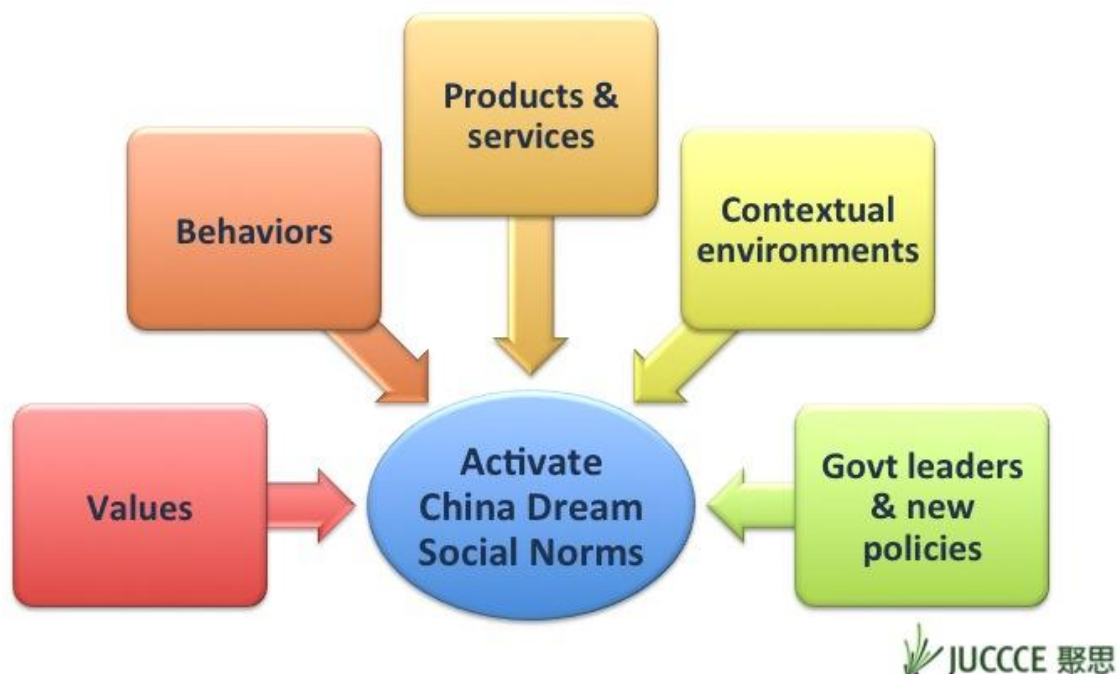 Products &
services
Behaviors
Contextual
environments
Values
Activate
China Dream
Social Norms
Govt leaders
& new
policies
JUCCCE 聚思